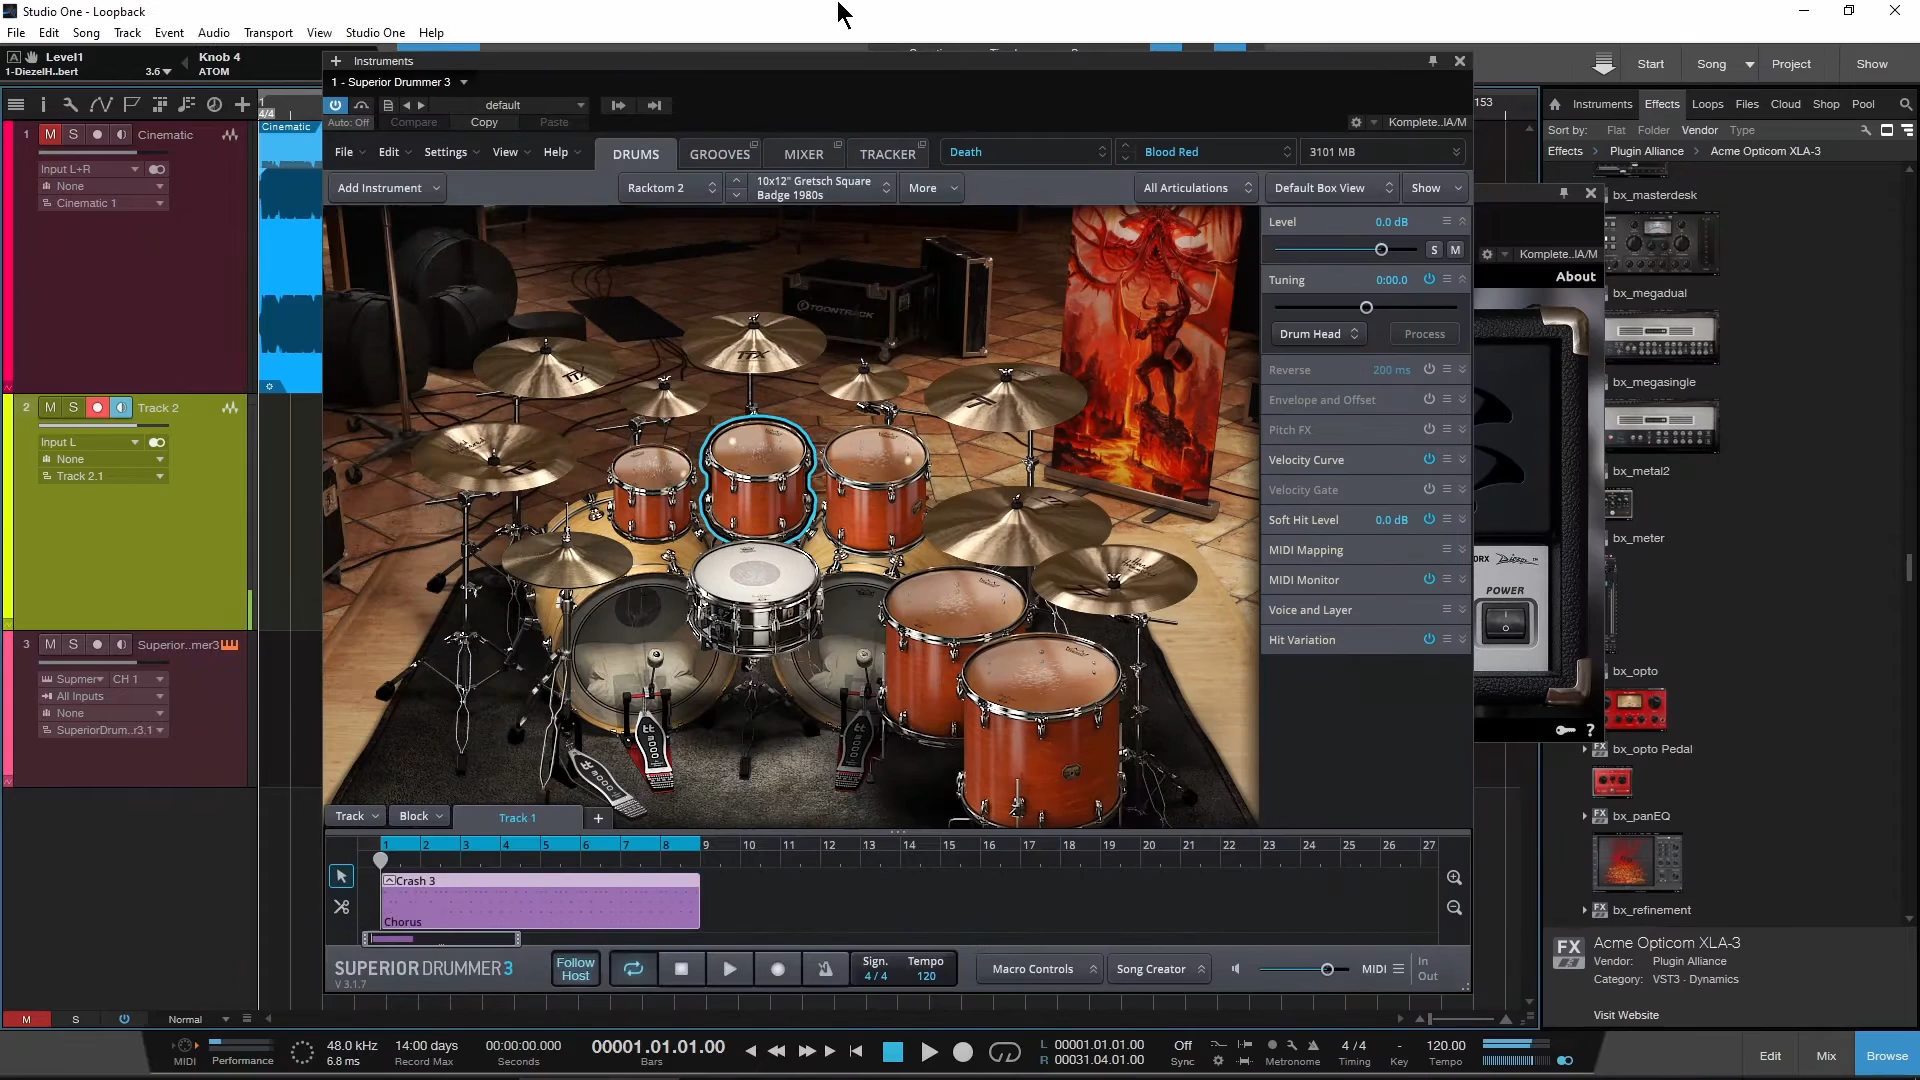 Studio One - Loopback
File Edit Song Track Event Audio Transport View Studio One Help
A Level1 Knob 4
1-DiezelH..bert 3.6 ATOM
Start Song Project Show
Instruments
1 - Superior Drummer 3
default
Auto: Off Compare Copy Paste Komplete..IA/M
File Edit Settings View Help DRUMS GROOVES MIXER TRACKER Death Blood Red 3101 MB
Add Instrument Racktom 2 10x12" Gretsch Square Badge 1980s More All Articulations Default Box View Show
1
4/4
Cinematic
153
1 M S Cinematic
Input L+R
None
Cinematic 1
2 M S Track 2
Input L
None
Track 2.1
3 M S Superior..mer3
Supmer CH 1
All Inputs
None
SuperiorDrum..r3.1
TOONTRACK
TTX
TTX
Level 0.0 dB
S M
Tuning 0:00.0
Drum Head Process
Reverse 200 ms
Envelope and Offset
Pitch FX
Velocity Curve
Velocity Gate
Soft Hit Level 0.0 dB
MIDI Mapping
MIDI Monitor
Voice and Layer
Hit Variation
Komplete..IA/M
About
Diezel
POWER
?
Instruments Effects Loops Files Cloud Shop Pool
Sort by: Flat Folder Vendor Type
Effects > Plugin Alliance > Acme Opticom XLA-3
bx_masterdesk
bx_megadual
bx_megasingle
bx_metal2
bx_meter
bx_opto
FX bx_opto Pedal
FX bx_panEQ
FX bx_refinement
FX Acme Opticom XLA-3
Vendor: Plugin Alliance
Category: VST3 - Dynamics
Visit Website
Track Block Track 1 +
1 2 3 4 5 6 7 8 9 10 11 12 13 14 15 16 17 18 19 20 21 22 23 24 25 26 27
Crash 3
Chorus
SUPERIOR DRUMMER 3
V 3.1.7
Follow Host
Sign. Tempo
4/4 120
Macro Controls Song Creator MIDI In Out
M S Normal
MIDI Performance
48.0 kHz
6.8 ms
14:00 days
Record Max
00:00:00.000
Seconds
00001.01.01.00
Bars
L 00001.01.01.00
R 00031.04.01.00
Off
Sync
Metronome
4 / 4
Timing
-
Key
120.00
Tempo
Edit Mix Browse